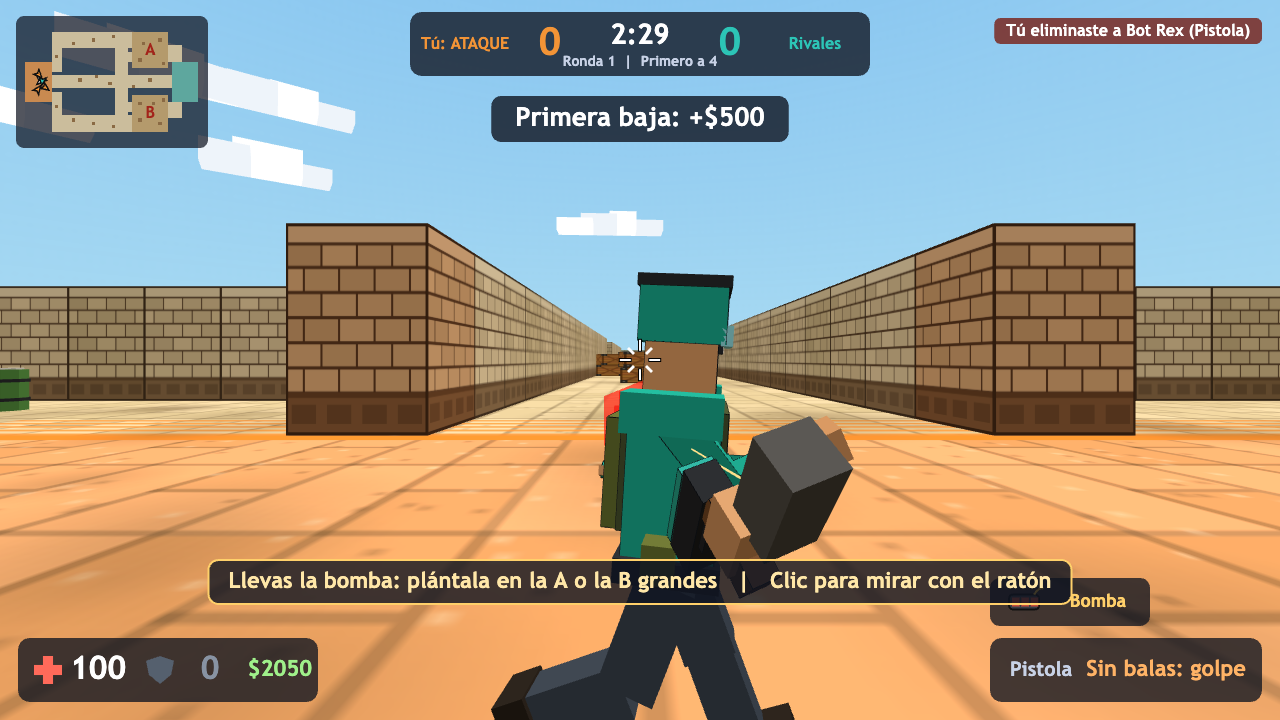 A
B
Tú: ATAQUE 0 2:29 0 Rivales
Ronda 1 | Primero a 4
Tú eliminaste a Bot Rex (Pistola)
Primera baja: +$500
Llevas la bomba: plántala en la A o la B grandes | Clic para mirar con el ratón
Bomba
100 0 $2050
Pistola Sin balas: golpe